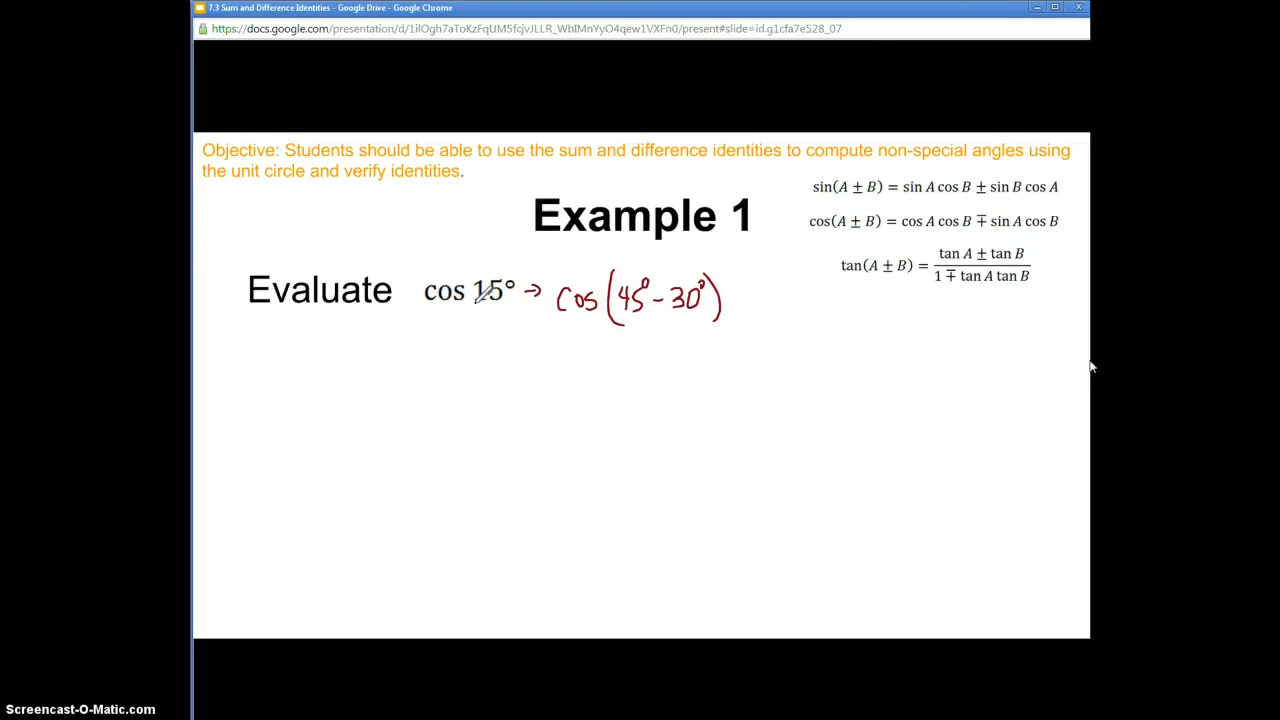 7.3 Sum and Difference Identities - Google Drive - Google Chrome
https://docs.google.com/presentation/d/1ilOgh7aToKzFqUM5fcjvJLLR_WbIMnYyO4qew1VXFn0/present#slide=id.g1cfa7e528_07
Objective: Students should be able to use the sum and difference identities to compute non-special angles using
the unit circle and verify identities.
sin(A ± B) = sin A cos B ± sin B cos A
Example 1
cos(A ± B) = cos A cos B ∓ sin A cos B
tan(A ± B) = (tan A ± tan B)/(1 ∓ tan A tan B)
Evaluate cos 15° → cos(45° - 30°)
Screencast-O-Matic.com